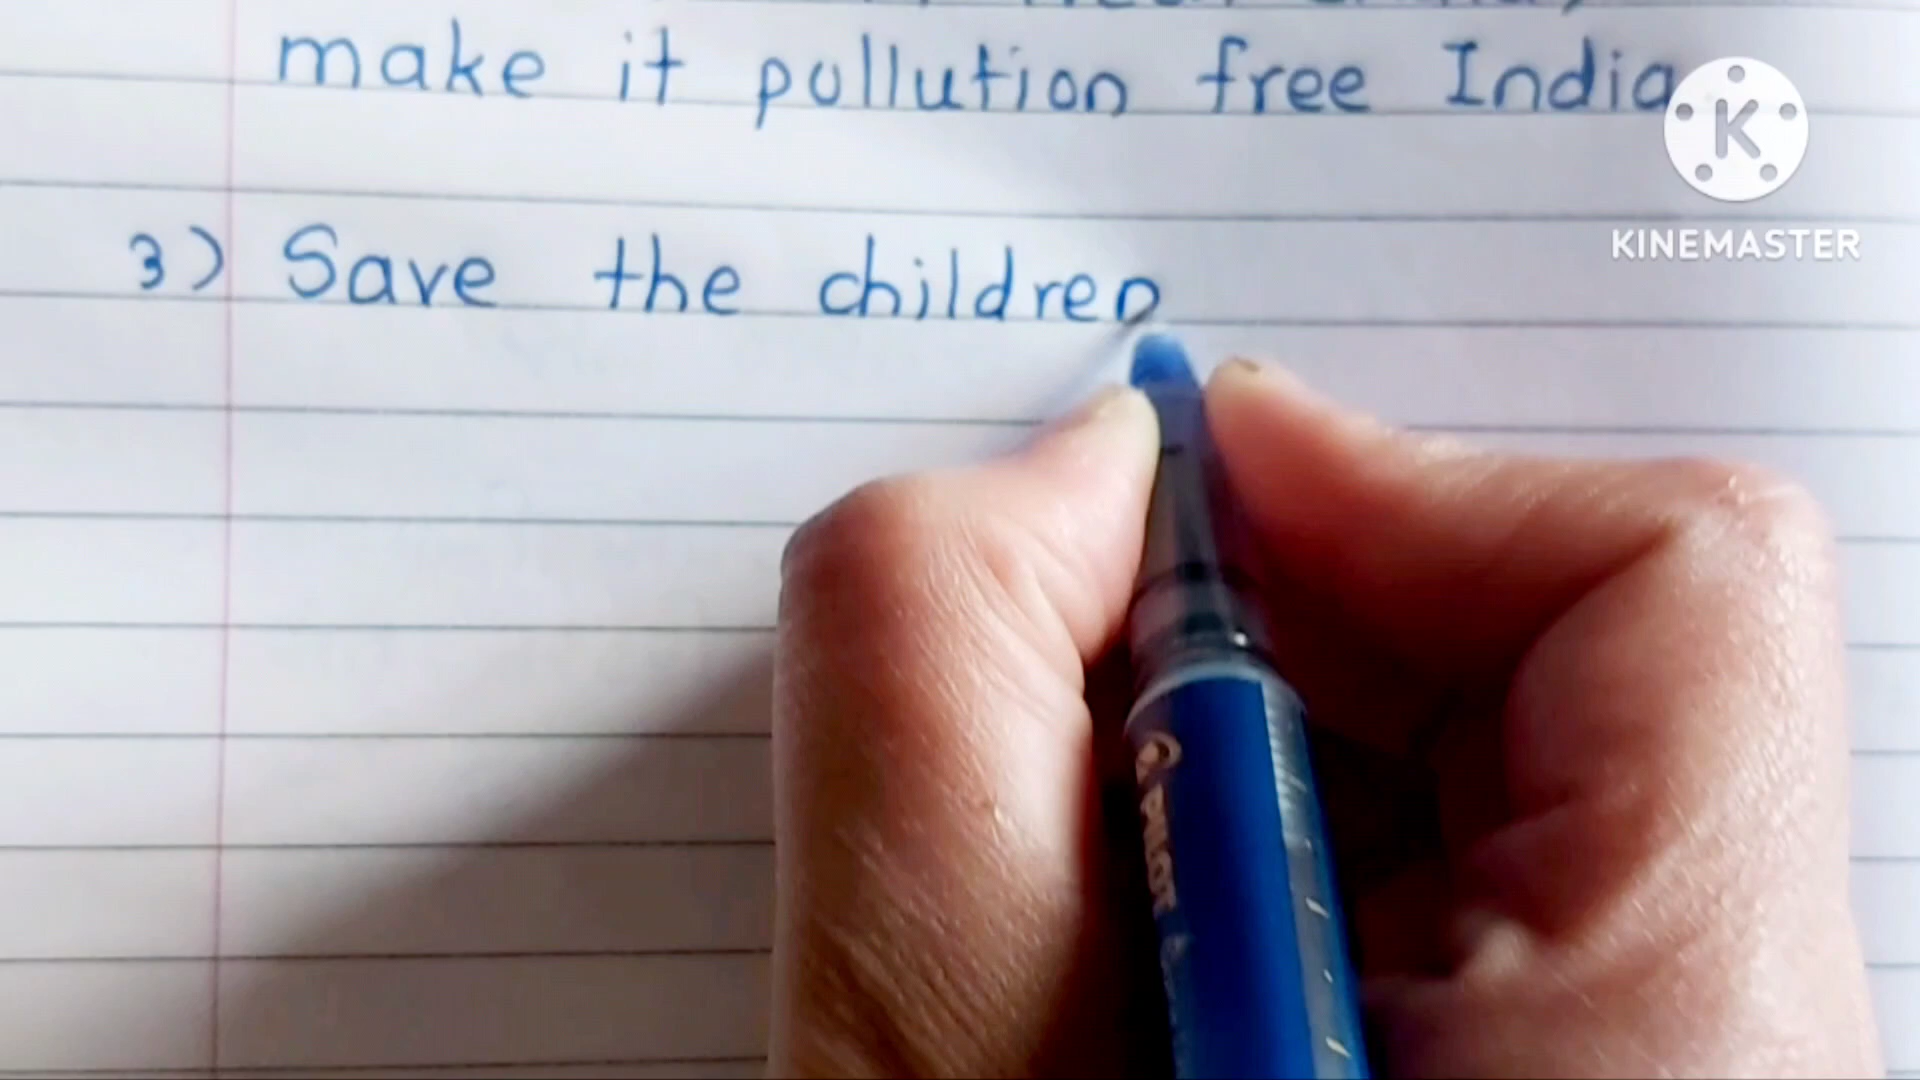 make it pollution free India
3) Save the children
K
KINEMASTER
PILOT